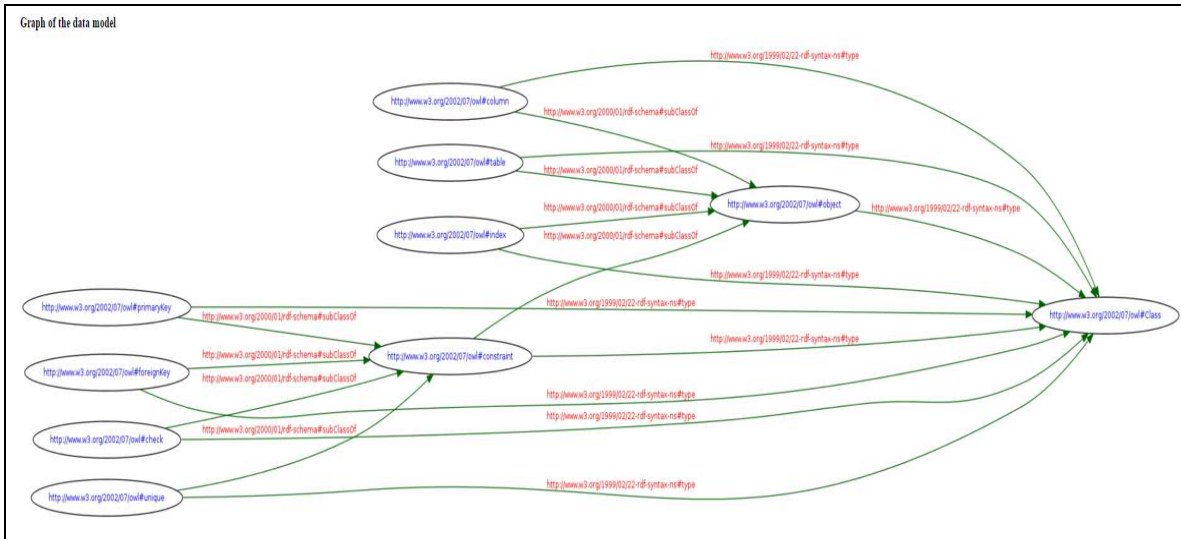 Graph of the data model
http://www.w3.org/1999/02/22-rdf-syntax-ns#type
http://www.w3.org/2002/07/owl#column
http://www.w3.org/2000/01/rdf-schema#subClassOf
http://www.w3.org/1999/02/22-rdf-syntax-ns#type
http://www.w3.org/2002/07/owl#table
http://www.w3.org/2000/01/rdf-schema#subClassOf
http://www.w3.org/2002/07/owl#object
http://www.w3.org/2000/01/rdf-schema#subClassOf
http://www.w3.org/1999/02/22-rdf-syntax-ns#type
http://www.w3.org/2002/07/owl#index
http://www.w3.org/2000/01/rdf-schema#subClassOf
http://www.w3.org/1999/02/22-rdf-syntax-ns#type
http://www.w3.org/2002/07/owl#primaryKey
http://www.w3.org/1999/02/22-rdf-syntax-ns#type
http://www.w3.org/2000/01/rdf-schema#subClassOf
http://www.w3.org/2002/07/owl#Class
http://www.w3.org/1999/02/22-rdf-syntax-ns#type
http://www.w3.org/2000/01/rdf-schema#subClassOf
http://www.w3.org/2002/07/owl#constraint
http://www.w3.org/2002/07/owl#foreignKey
http://www.w3.org/2000/01/rdf-schema#subClassOf
http://www.w3.org/1999/02/22-rdf-syntax-ns#type
http://www.w3.org/1999/02/22-rdf-syntax-ns#type
http://www.w3.org/2000/01/rdf-schema#subClassOf
http://www.w3.org/2002/07/owl#check
http://www.w3.org/1999/02/22-rdf-syntax-ns#type
http://www.w3.org/2002/07/owl#unique